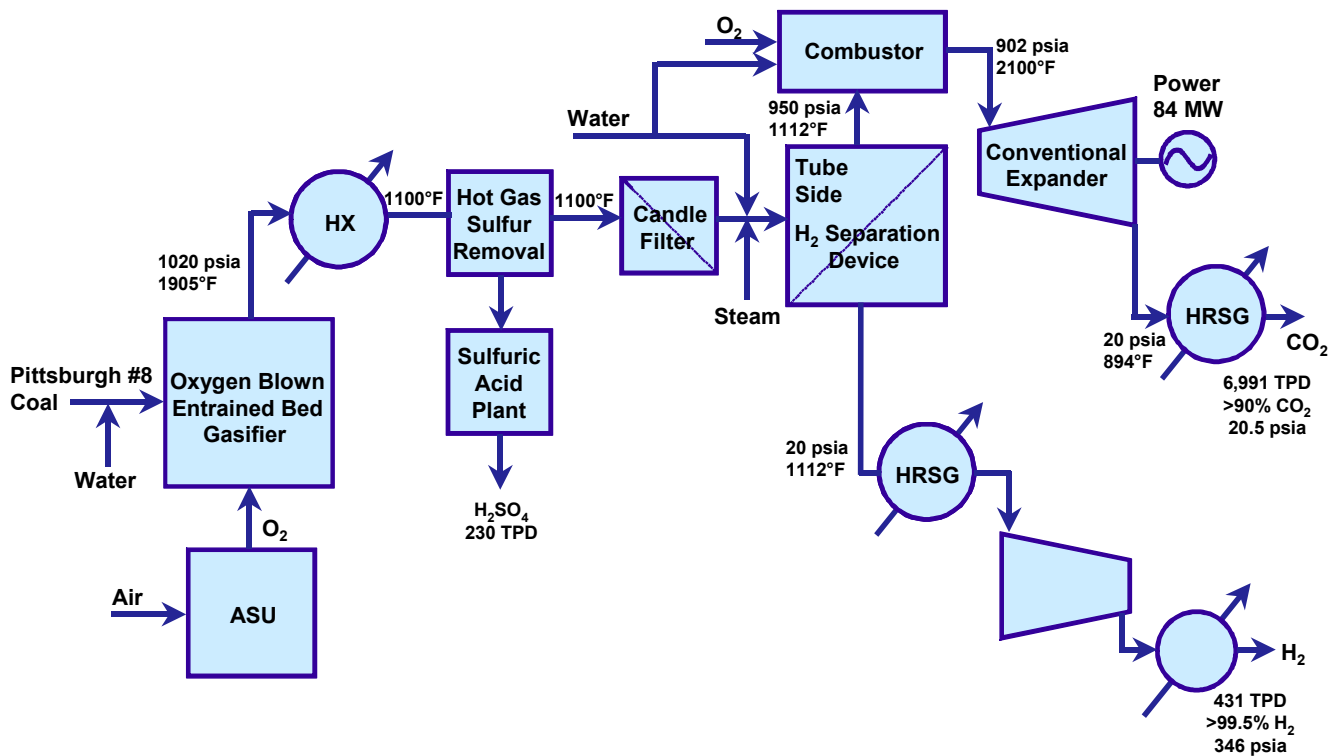 O2
Combustor
902 psia
2100°F
Power
84 MW
Water
950 psia
1112°F
Conventional
Expander
HX
1100°F
Hot Gas
Sulfur
Removal
1100°F
Candle
Filter
Tube
Side
H2 Separation
Device
1020 psia
1905°F
Steam
HRSG
20 psia
894°F
CO2
6,991 TPD
>90% CO2
20.5 psia
Pittsburgh #8
Coal
Oxygen Blown
Entrained Bed
Gasifier
Sulfuric
Acid
Plant
Water
20 psia
1112°F
HRSG
H2SO4
230 TPD
O2
Air
ASU
H2
431 TPD
>99.5% H2
346 psia